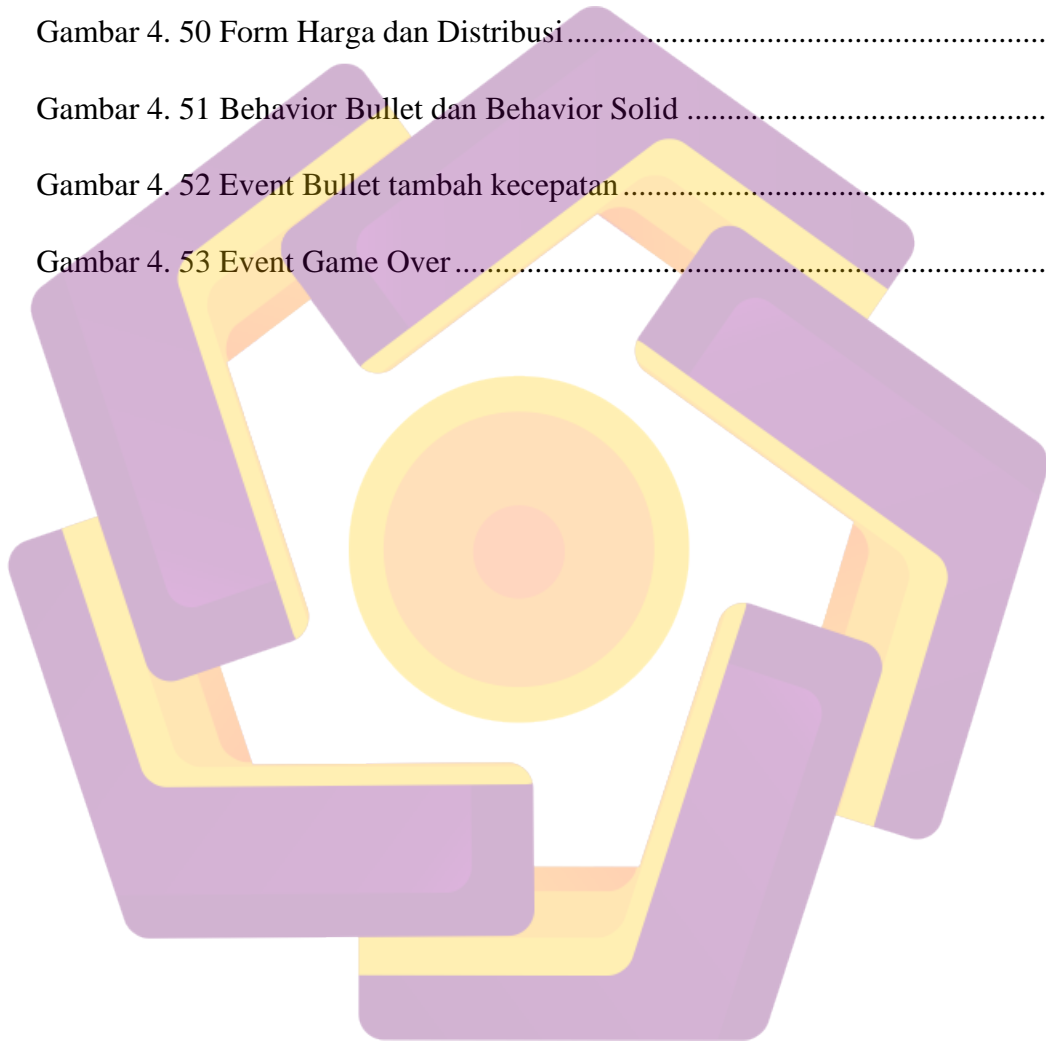 Gambar 4. 50 Form Harga dan Distribusi..............................................................
Gambar 4. 51 Behavior Bullet dan Behavior Solid ..............................................
Gambar 4. 52 Event Bullet tambah kecepatan.......................................................
Gambar 4. 53 Event Game Over............................................................................